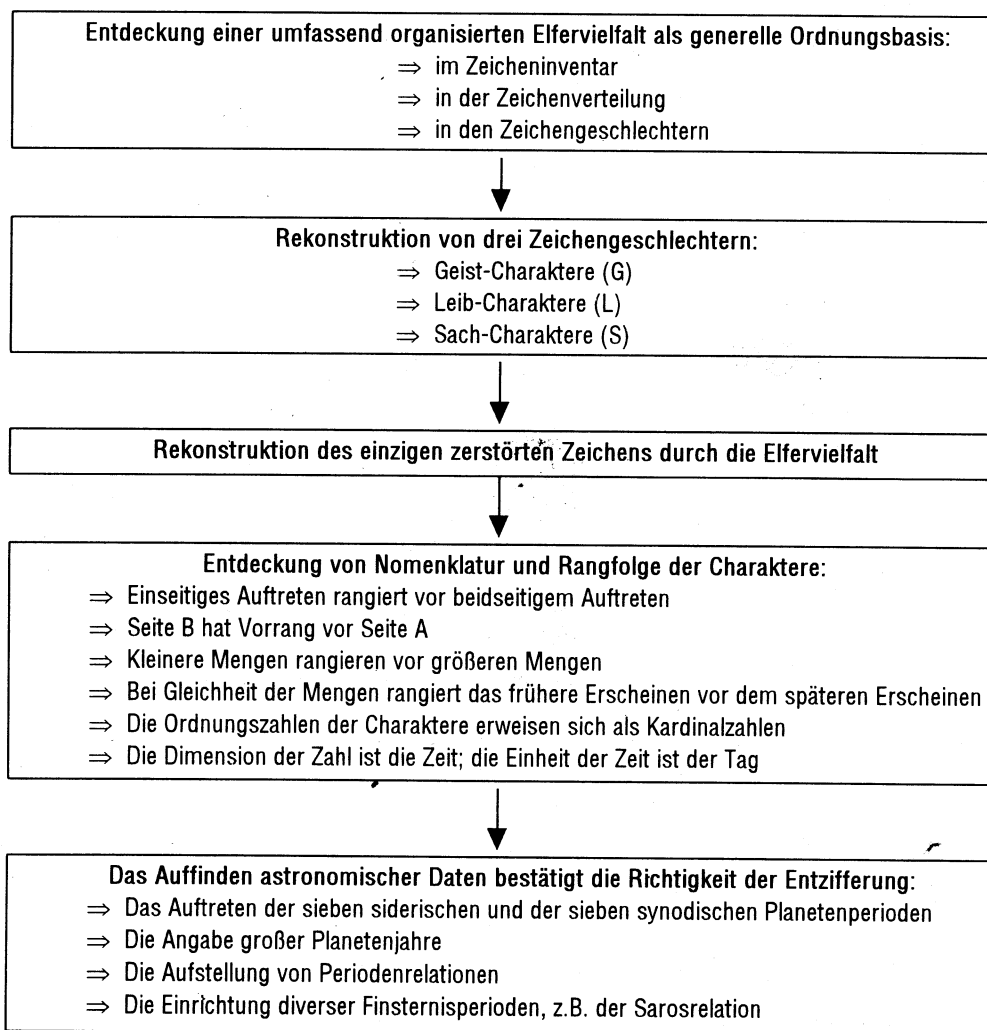 Entdeckung einer umfassend organisierten Elfervielfalt als generelle Ordnungsbasis:
⇒ im Zeicheninventar
⇒ in der Zeichenverteilung
⇒ in den Zeichengeschlechtern
Rekonstruktion von drei Zeichengeschlechtern:
⇒ Geist-Charaktere (G)
⇒ Leib-Charaktere (L)
⇒ Sach-Charaktere (S)
Rekonstruktion des einzigen zerstörten Zeichens durch die Elfervielfalt
Entdeckung von Nomenklatur und Rangfolge der Charaktere:
⇒ Einseitiges Auftreten rangiert vor beidseitigem Auftreten
⇒ Seite B hat Vorrang vor Seite A
⇒ Kleinere Mengen rangieren vor größeren Mengen
⇒ Bei Gleichheit der Mengen rangiert das frühere Erscheinen vor dem späteren Erscheinen
⇒ Die Ordnungszahlen der Charaktere erweisen sich als Kardinalzahlen
⇒ Die Dimension der Zahl ist die Zeit; die Einheit der Zeit ist der Tag
Das Auffinden astronomischer Daten bestätigt die Richtigkeit der Entzifferung:
⇒ Das Auftreten der sieben siderischen und der sieben synodischen Planetenperioden
⇒ Die Angabe großer Planetenjahre
⇒ Die Aufstellung von Periodenrelationen
⇒ Die Einrichtung diverser Finsternisperioden, z.B. der Sarosrelation